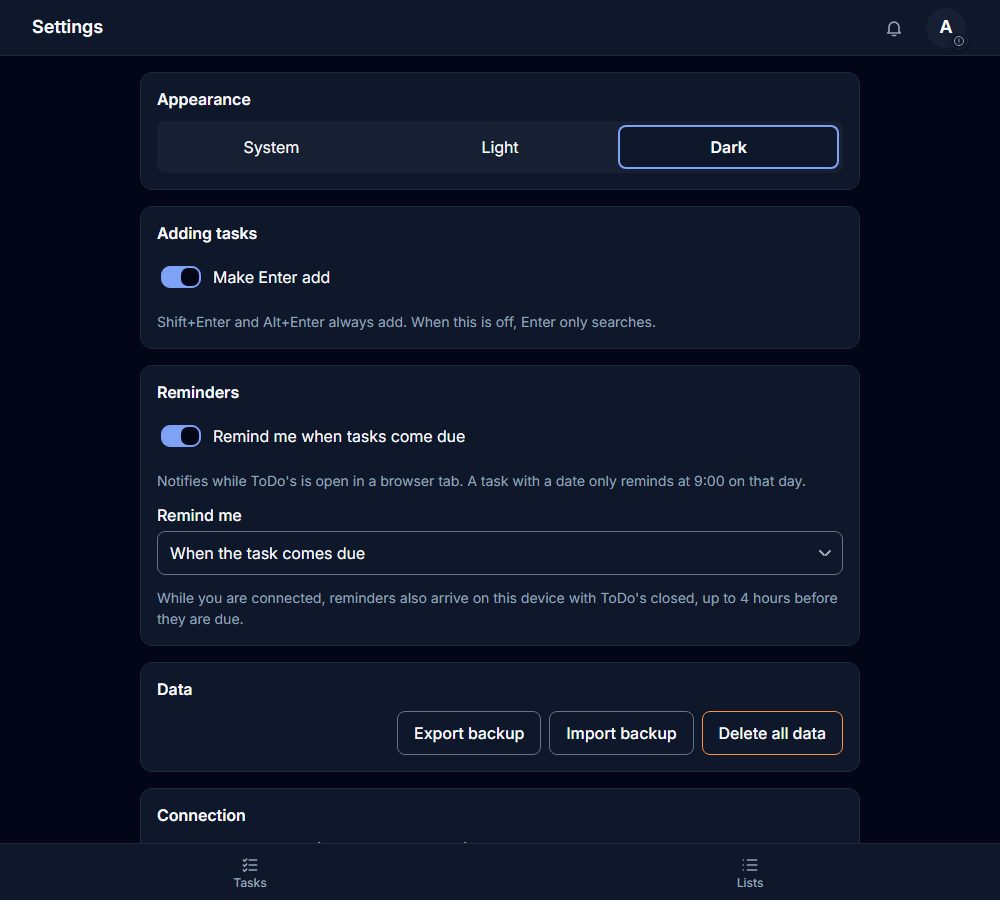 Settings
A
Appearance
System
Light
Dark
Adding tasks
Make Enter add
Shift+Enter and Alt+Enter always add. When this is off, Enter only searches.
Reminders
Remind me when tasks come due
Notifies while ToDo's is open in a browser tab. A task with a date only reminds at 9:00 on that day.
Remind me
When the task comes due
While you are connected, reminders also arrive on this device with ToDo's closed, up to 4 hours before
they are due.
Data
Export backup
Import backup
Delete all data
Connection
Tasks
Lists